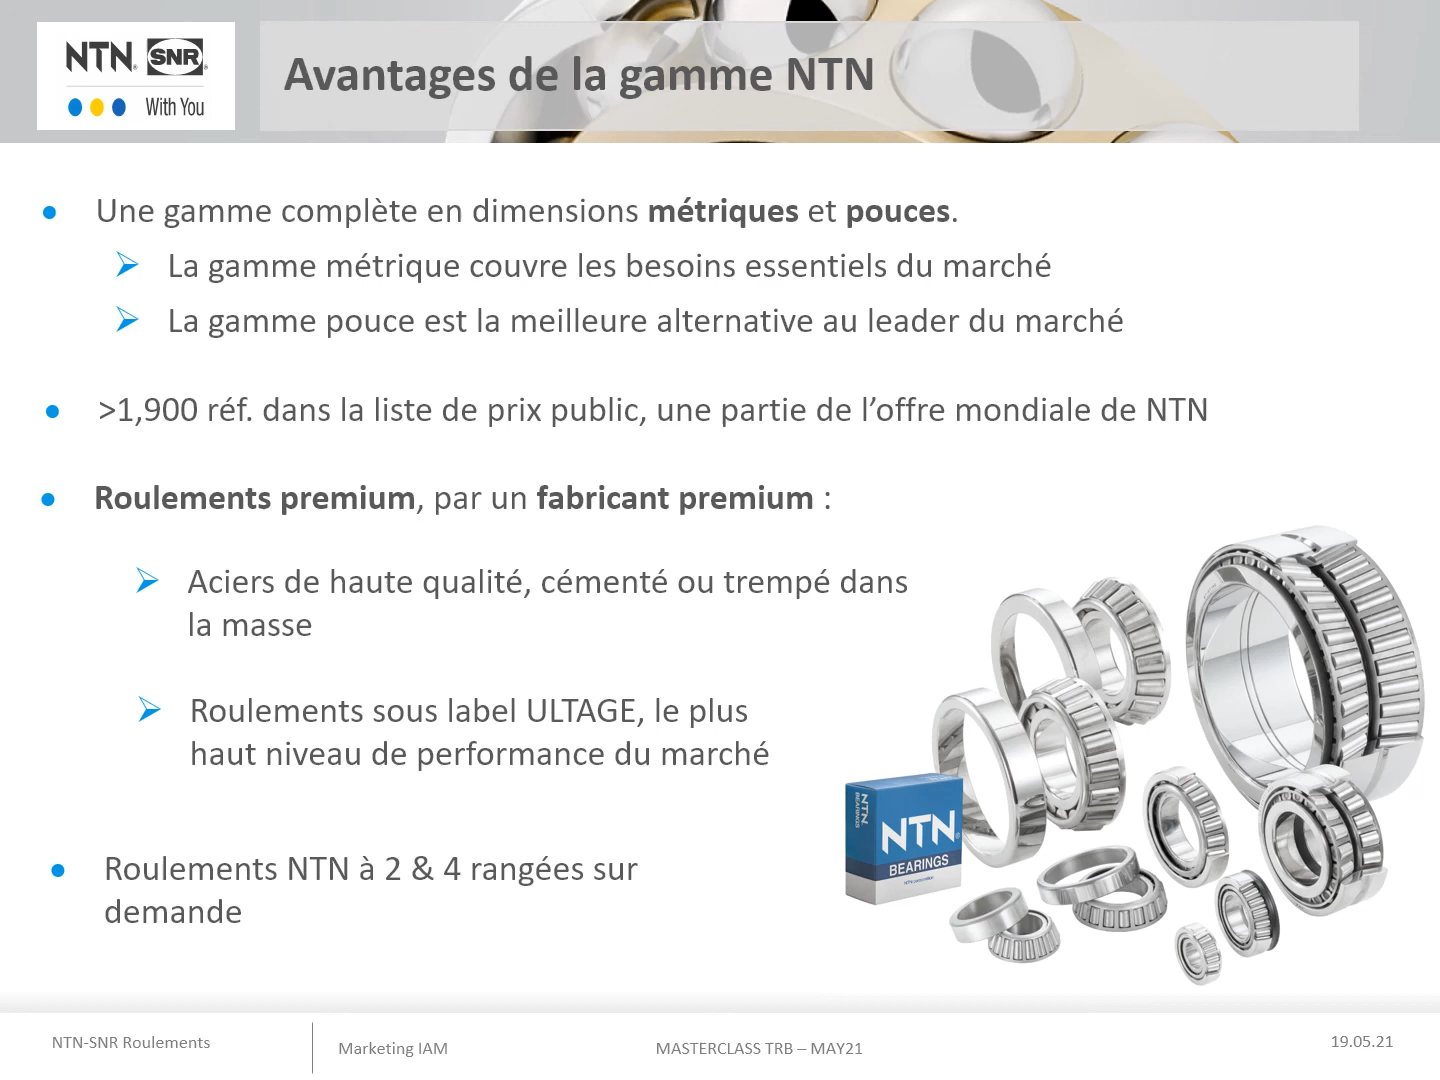 NTN. SNR
With You
Avantages de la gamme NTN
Une gamme complète en dimensions métriques et pouces.
La gamme métrique couvre les besoins essentiels du marché
La gamme pouce est la meilleure alternative au leader du marché
>1,900 réf. dans la liste de prix public, une partie de l’offre mondiale de NTN
Roulements premium, par un fabricant premium :
Aciers de haute qualité, cémenté ou trempé dans
la masse
Roulements sous label ULTAGE, le plus
haut niveau de performance du marché
NTN
BEARINGS
NTN
BEARINGS
NTN corporation
Roulements NTN à 2 & 4 rangées sur
demande
NTN-SNR Roulements
Marketing IAM
MASTERCLASS TRB – MAY21
19.05.21